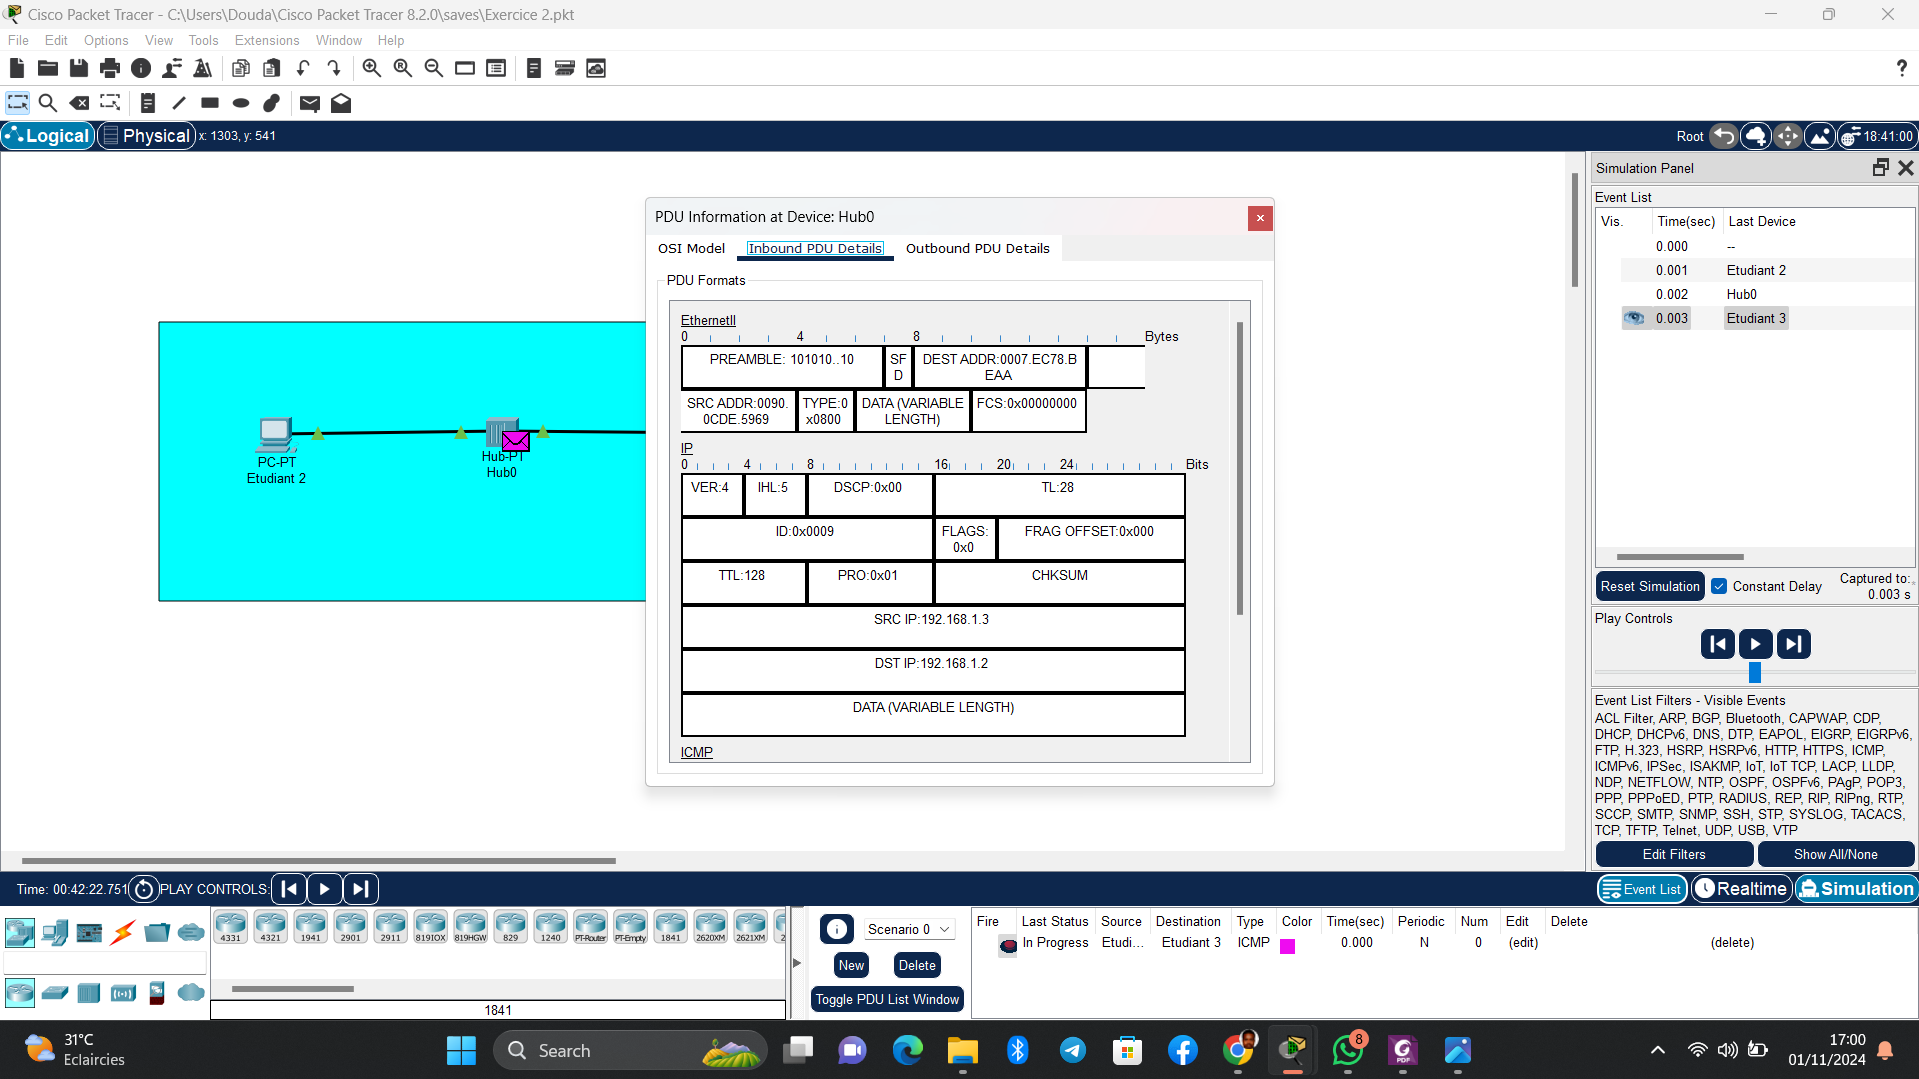 Cisco Packet Tracer - C:\Users\Douda\Cisco Packet Tracer 8.2.0\saves\Exercice 2.pkt
File Edit Options View Tools Extensions Window Help
?
Logical Physical x: 1303, y: 541
Root 18:41:00
PDU Information at Device: Hub0
OSI Model Inbound PDU Details Outbound PDU Details
PDU Formats
EthernetII
0 4 8 Bytes
PREAMBLE: 101010..10
SF
D
DEST ADDR:0007.EC78.B
EAA
SRC ADDR:0090.
0CDE.5969
TYPE:0
x0800
DATA (VARIABLE
LENGTH)
FCS:0x00000000
IP
0 4 8 16 20 24 Bits
VER:4 IHL:5 DSCP:0x00 TL:28
ID:0x0009
FLAGS:
0x0
FRAG OFFSET:0x000
TTL:128 PRO:0x01 CHKSUM
SRC IP:192.168.1.3
DST IP:192.168.1.2
DATA (VARIABLE LENGTH)
ICMP
PC-PT
Etudiant 2
Hub-PT
Hub0
Simulation Panel
Event List
Vis. Time(sec) Last Device
0.000 --
0.001 Etudiant 2
0.002 Hub0
0.003 Etudiant 3
Reset Simulation Constant Delay
Captured to:
0.003 s
Play Controls
Event List Filters - Visible Events
ACL Filter, ARP, BGP, Bluetooth, CAPWAP, CDP,
DHCP, DHCPv6, DNS, DTP, EAPOL, EIGRP, EIGRPv6,
FTP, H.323, HSRP, HSRPv6, HTTP, HTTPS, ICMP,
ICMPv6, IPSec, ISAKMP, IoT, IoT TCP, LACP, LLDP,
NDP, NETFLOW, NTP, OSPF, OSPFv6, PAgP, POP3,
PPP, PPPoED, PTP, RADIUS, REP, RIP, RIPng, RTP,
SCCP, SMTP, SNMP, SSH, STP, SYSLOG, TACACS,
TCP, TFTP, Telnet, UDP, USB, VTP
Edit Filters Show All/None
Time: 00:42:22.751 PLAY CONTROLS:
Event List Realtime Simulation
4331 4321 1941 2901 2911 819IOX 819HGW 829 1240 PT-Router PT-Empty 1841 2620XM 2621XM 2
1841
Scenario 0
New Delete
Toggle PDU List Window
Fire Last Status Source Destination Type Color Time(sec) Periodic Num Edit Delete
In Progress Etudi... Etudiant 3 ICMP 0.000 N 0 (edit) (delete)
31°C
Eclaircies
Search
8
PDF
17:00
01/11/2024